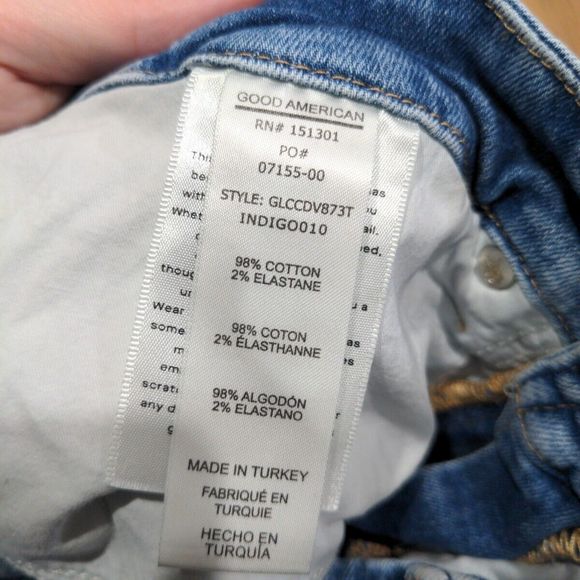 GOOD AMERICAN
RN# 151301
PO#
07155-00
STYLE: GLCCDV873T
INDIGO010
98% COTTON
2% ELASTANE
98% COTON
2% ÉLASTHANNE
98% ALGODÓN
2% ELASTANO
MADE IN TURKEY
FABRIQUÉ EN
TURQUIE
HECHO EN
TURQUÍA
any